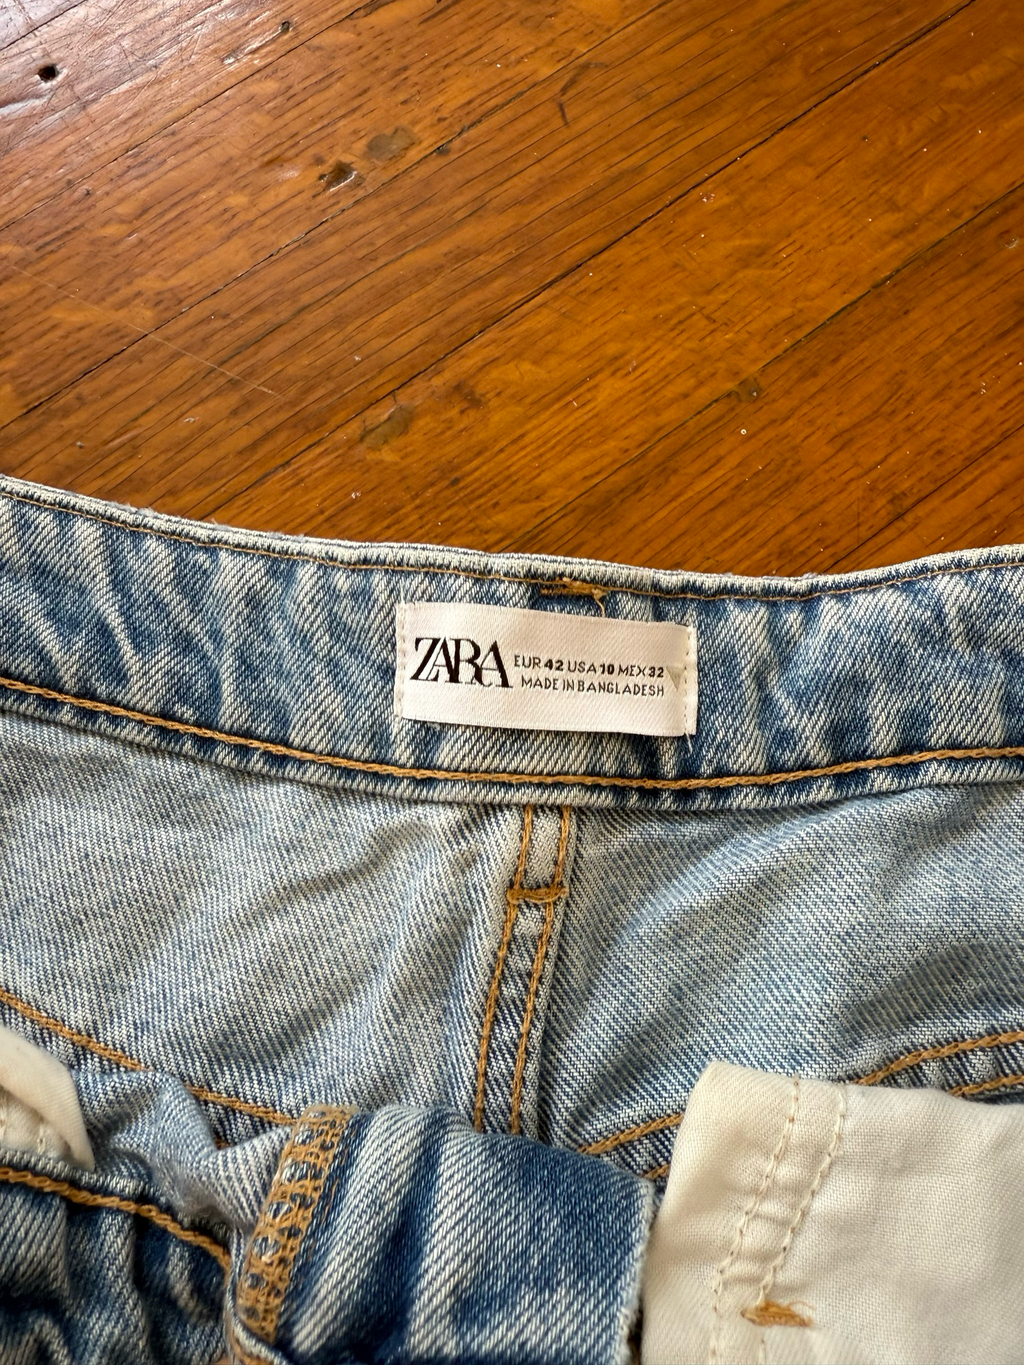 ZARA
EUR 42 USA 10 MEX 32
MADE IN BANGLADESH